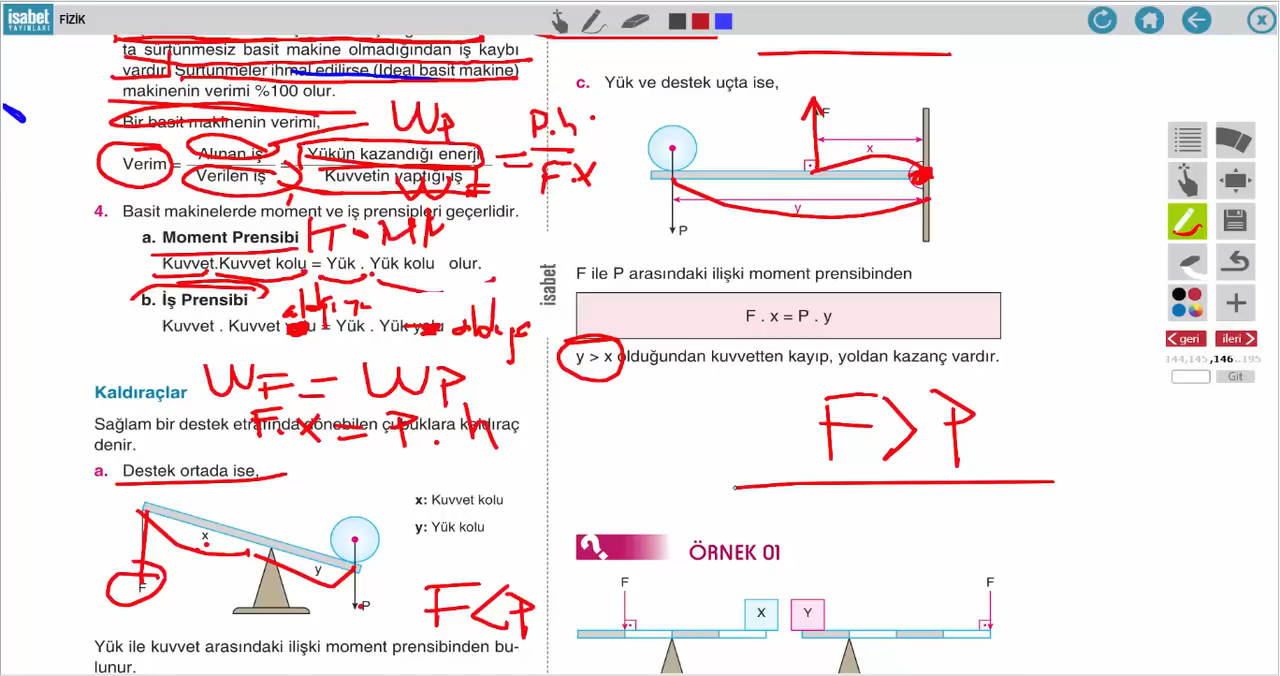 isabet
YAYINLARI
FİZİK
ta sürtünmesiz basit makine olmadığından iş kaybı
vardır. Sürtünmeler ihmal edilirse (İdeal basit makine)
makinenin verimi %100 olur.
Bir basit makinenin verimi,
WP
Verim = Alınan iş / Verilen iş = Yükün kazandığı enerji / Kuvvetin yaptığı iş = P.h / F.x
WF
4. Basit makinelerde moment ve iş prensipleri geçerlidir.
a. Moment Prensibi
Kuvvet.Kuvvet kolu = Yük . Yük kolu olur.
b. İş Prensibi
Kuvvet . Kuvvet yolu = Yük . Yük yolu
WF = WP
F.x = P.h
Kaldıraçlar
Sağlam bir destek etrafında dönebilen çubuklara kaldıraç
denir.
a. Destek ortada ise,
x: Kuvvet kolu
y: Yük kolu
x
y
F
P
F<P
Yük ile kuvvet arasındaki ilişki moment prensibinden bu-
lunur.
isabet
c. Yük ve destek uçta ise,
F
x
y
P
F ile P arasındaki ilişki moment prensibinden
F . x = P . y
y > x olduğundan kuvvetten kayıp, yoldan kazanç vardır.
F>P
ÖRNEK 01
F
X
Y
F
geri
ileri
144,145,146...195
Git